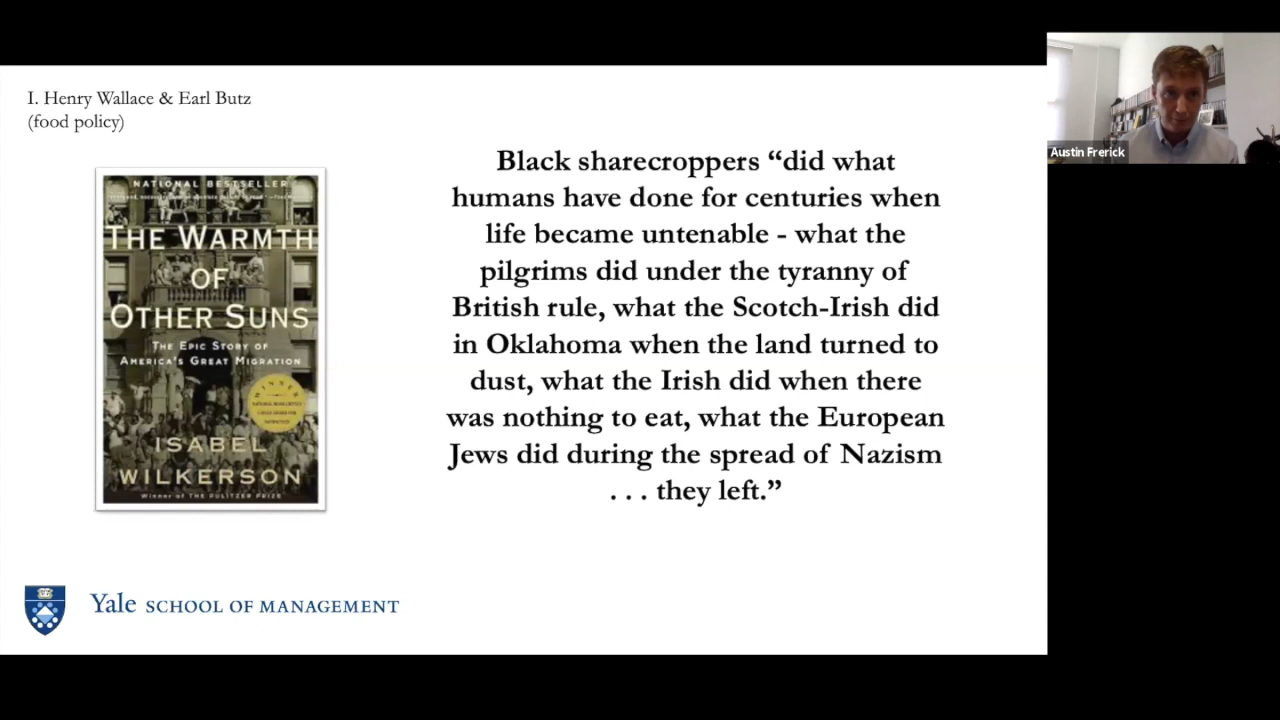 I. Henry Wallace & Earl Butz
(food policy)
NATIONAL BESTSELLER
THE WARMTH
OF
OTHER SUNS
THE EPIC STORY OF
AMERICA'S GREAT MIGRATION
WINNER
ISABEL
WILKERSON
Winner of THE PULITZER PRIZE
Black sharecroppers “did what
humans have done for centuries when
life became untenable - what the
pilgrims did under the tyranny of
British rule, what the Scotch-Irish did
in Oklahoma when the land turned to
dust, what the Irish did when there
was nothing to eat, what the European
Jews did during the spread of Nazism
. . . they left.”
Yale SCHOOL OF MANAGEMENT
Austin Frerick